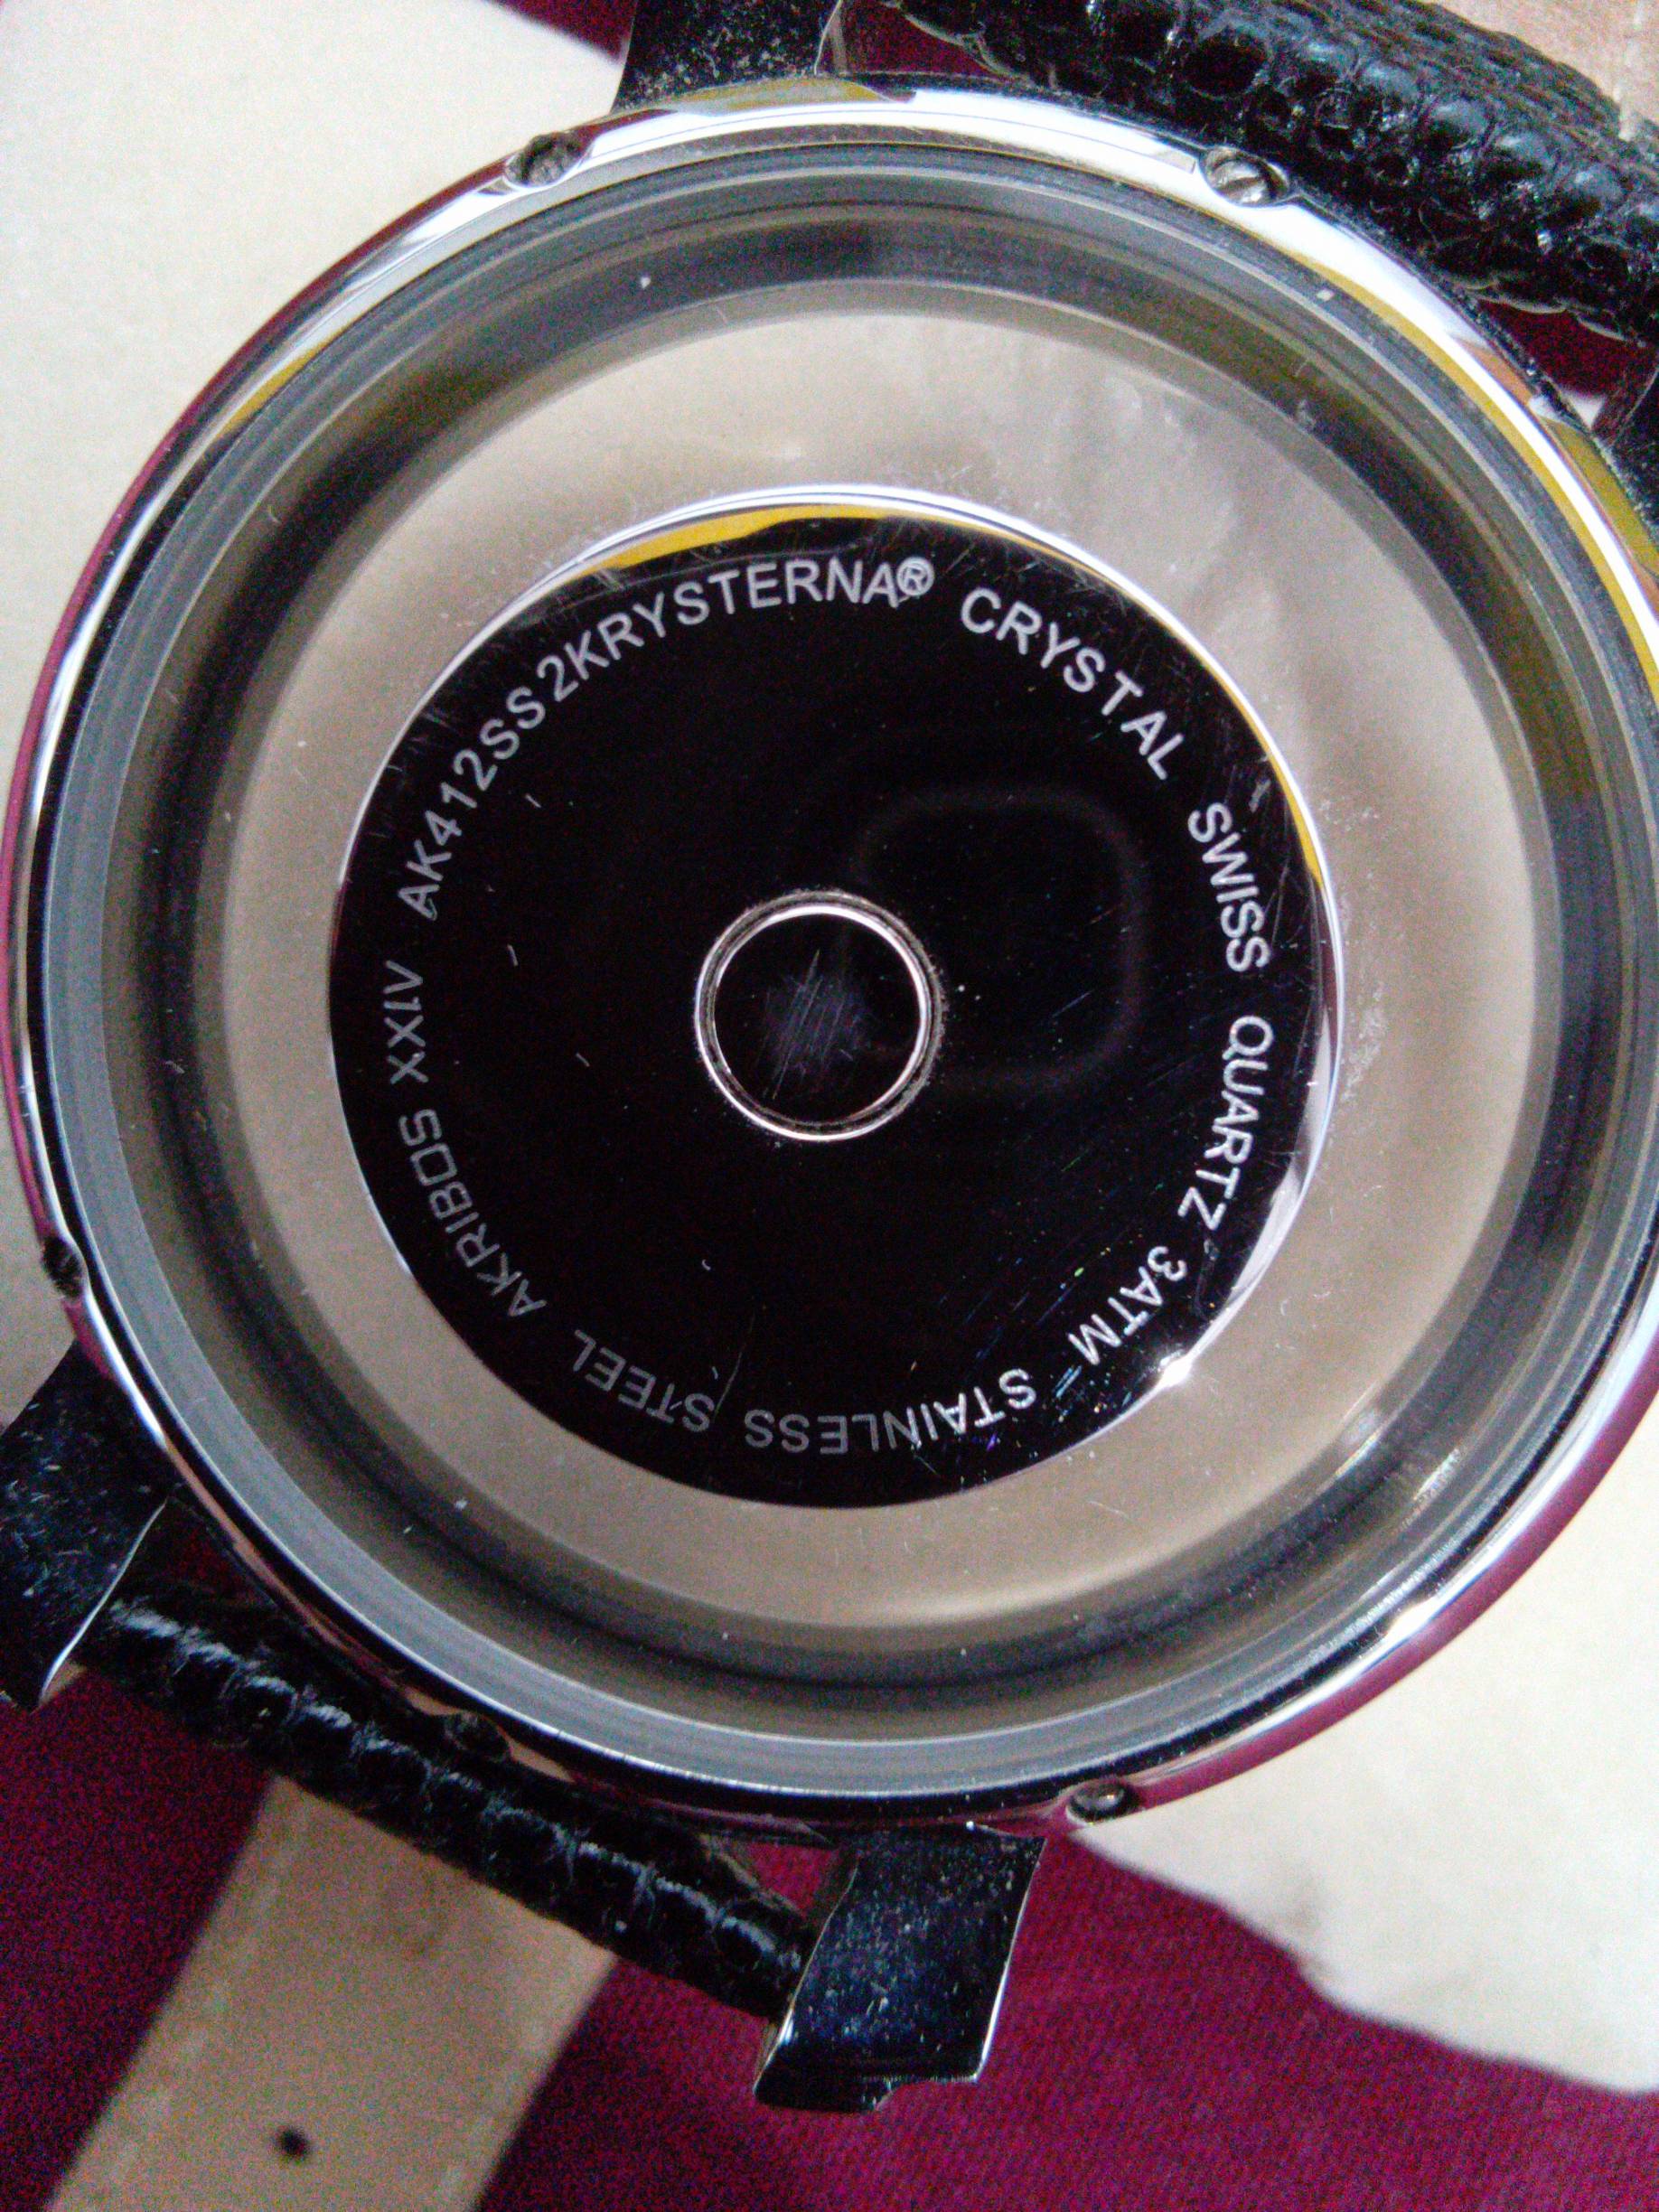 AKRIBOS XXIV AK412SS2KRYSTERNA® CRYSTAL SWISS QUARTZ 3ATM STAINLESS STEEL